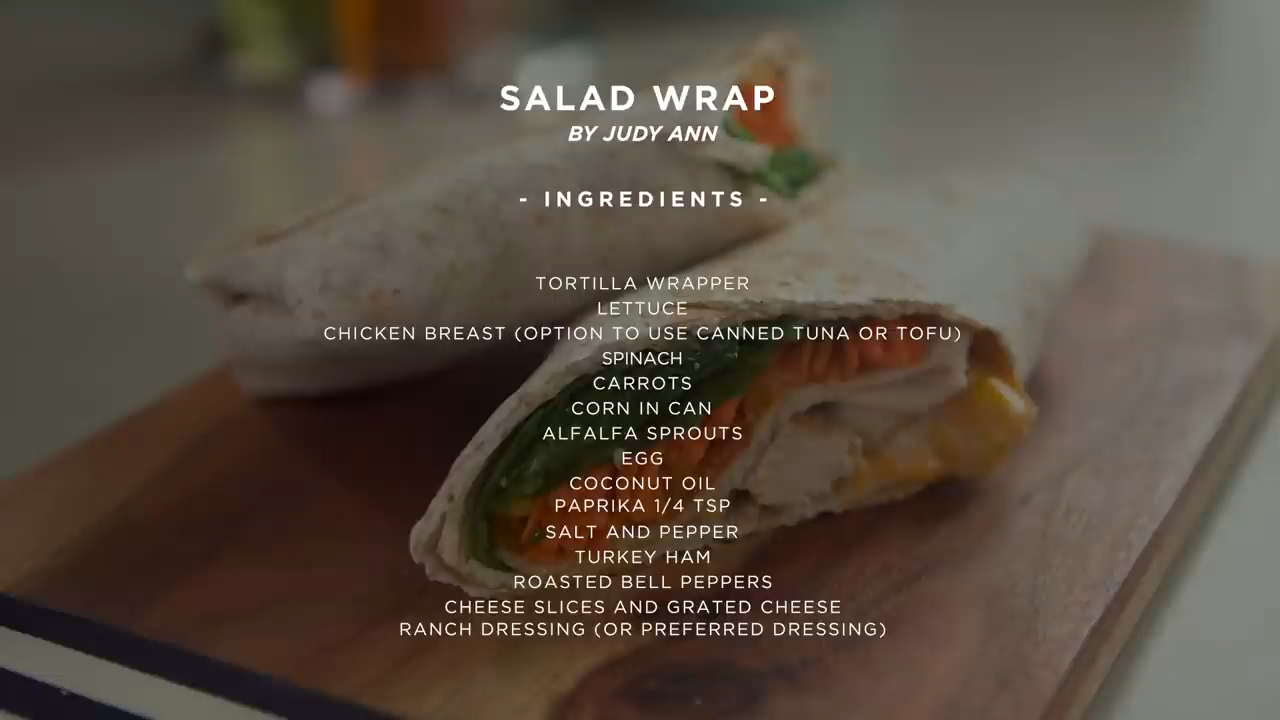 SALAD WRAP
BY JUDY ANN
- INGREDIENTS -
TORTILLA WRAPPER
LETTUCE
CHICKEN BREAST (OPTION TO USE CANNED TUNA OR TOFU)
SPINACH
CARROTS
CORN IN CAN
ALFALFA SPROUTS
EGG
COCONUT OIL
PAPRIKA 1/4 TSP
SALT AND PEPPER
TURKEY HAM
ROASTED BELL PEPPERS
CHEESE SLICES AND GRATED CHEESE
RANCH DRESSING (OR PREFERRED DRESSING)